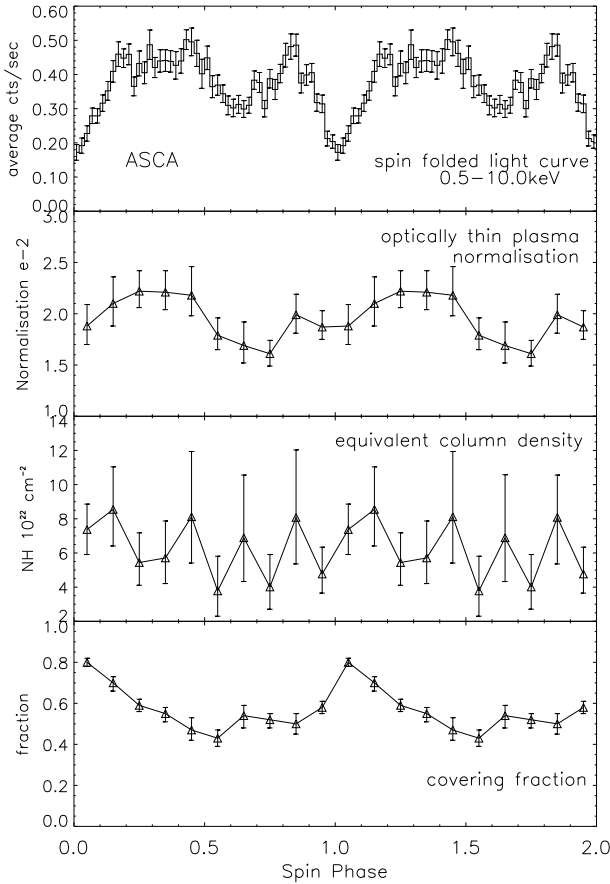 0.60
0.50
0.40
0.30
0.20
0.10
0.00
average cts/sec
ASCA
spin folded light curve
0.5−10.0keV
3.0
2.5
2.0
1.5
1.0
Normalisation e−2
optically thin plasma
normalisation
14
12
10
8
6
4
2
NH 10²² cm⁻²
equivalent column density
1.0
0.8
0.6
0.4
0.2
0.0
fraction
covering fraction
0.0 0.5 1.0 1.5 2.0
Spin Phase